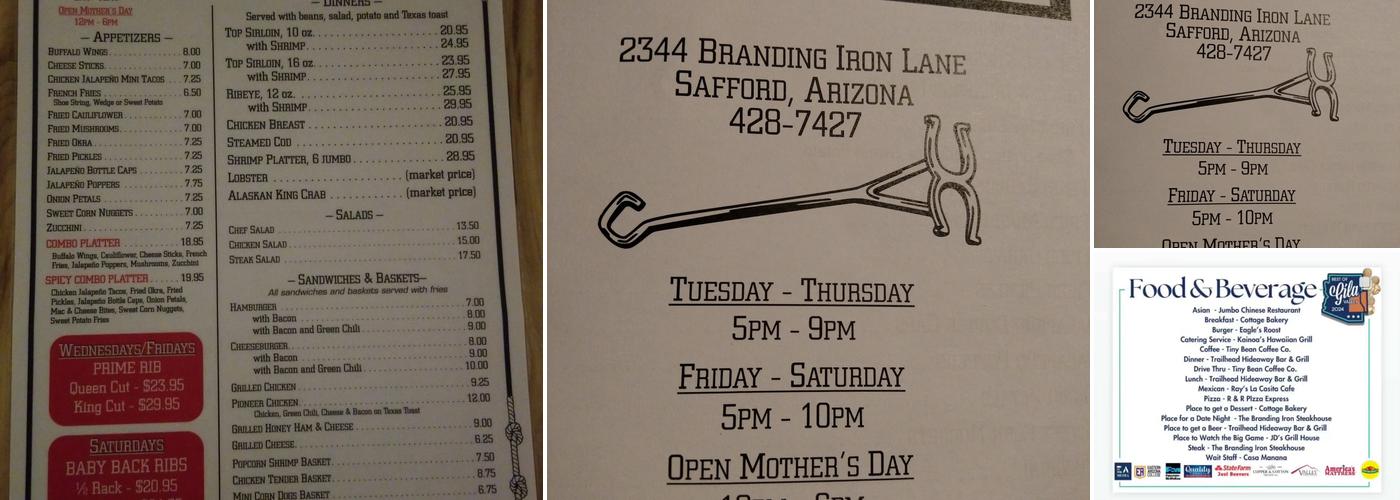 Open Mother's Day
12pm - 6pm
— Appetizers —
Buffalo Wings 8.00
Cheese Sticks 7.00
Chicken Jalapeño Mini Tacos 7.25
French Fries 6.50
Shoe String, Wedge or Sweet Potato
Fried Cauliflower 7.00
Fried Mushrooms 7.00
Fried Okra 7.25
Fried Pickles 7.25
Jalapeño Bottle Caps 7.25
Jalapeño Poppers 7.75
Onion Petals 7.25
Sweet Corn Nuggets 7.00
Zucchini 7.25
Combo Platter 18.95
Buffalo Wings, Cauliflower, Cheese Sticks, French
Fries, Jalapeño Poppers, Mushrooms, Zucchini
Spicy Combo Platter 19.95
Chicken Jalapeño Tacos, Fried Okra, Fried
Pickles, Jalapeño Bottle Caps, Onion Petals,
Mac & Cheese Bites, Sweet Corn Nuggets,
Sweet Potato Fries
Wednesdays/Fridays
PRIME RIB
Queen Cut - $23.95
King Cut - $29.95
Saturdays
BABY BACK RIBS
½ Rack - $20.95
— Dinners —
Served with beans, salad, potato and Texas toast
Top Sirloin, 10 oz. 20.95
with Shrimp 24.95
Top Sirloin, 16 oz. 23.95
with Shrimp 27.95
Ribeye, 12 oz. 25.95
with Shrimp 29.95
Chicken Breast 20.95
Steamed Cod 20.95
Shrimp Platter, 6 jumbo 28.95
Lobster (market price)
Alaskan King Crab (market price)
— Salads —
Chef Salad 13.50
Chicken Salad 15.00
Steak Salad 17.50
— Sandwiches & Baskets—
All sandwiches and baskets served with fries
Hamburger 7.00
with Bacon 8.00
with Bacon and Green Chili 9.00
Cheeseburger 8.00
with Bacon 9.00
with Bacon and Green Chili 10.00
Grilled Chicken 9.25
Pioneer Chicken 12.00
Chicken, Green Chili, Cheese & Bacon on Texas Toast
Grilled Honey Ham & Cheese 9.00
Grilled Cheese 6.25
Popcorn Shrimp Basket 7.50
Chicken Tender Basket 8.75
Mini Corn Dogs Basket 6.75
2344 Branding Iron Lane
Safford, Arizona
428-7427
Tuesday - Thursday
5pm - 9pm
Friday - Saturday
5pm - 10pm
Open Mother's Day
12pm - 6pm
2344 Branding Iron Lane
Safford, Arizona
428-7427
Tuesday - Thursday
5pm - 9pm
Friday - Saturday
5pm - 10pm
Open Mother's Day
Food & Beverage
BEST OF
Gila
VALLEY
2024
Asian - Jumbo Chinese Restaurant
Breakfast - Cottage Bakery
Burger - Eagle's Roost
Catering Service - Kainoa's Hawaiian Grill
Coffee - Tiny Bean Coffee Co.
Dinner - Trailhead Hideaway Bar & Grill
Drive Thru - Tiny Bean Coffee Co.
Lunch - Trailhead Hideaway Bar & Grill
Mexican - Ray's La Casita Cafe
Pizza - R & R PIzza Express
Place to get a Dessert - Cottage Bakery
Place for a Date Night - The Branding Iron Steakhouse
Place to get a Beer - Trailhead Hideaway Bar & Grill
Place to Watch the Big Game - JD's Grill House
Steak - The Branding Iron Steakhouse
Wait Staff - Casa Manana
StateFarm
America's
MATTRESS